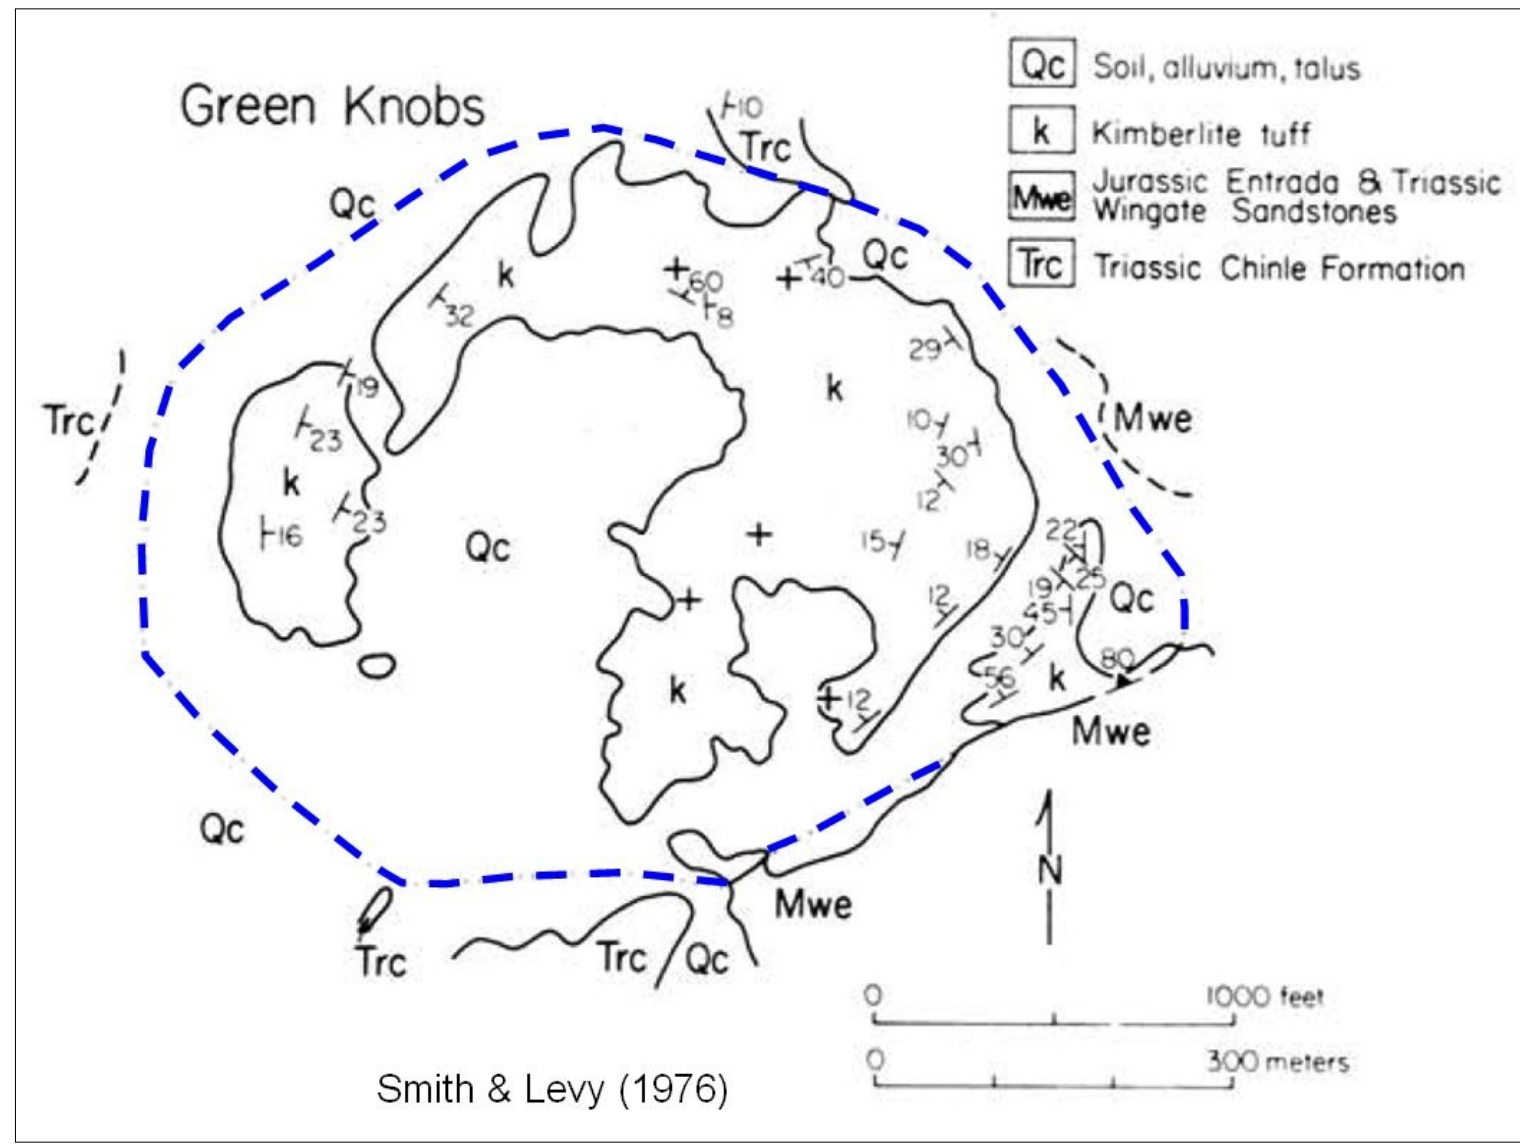 Green Knobs
Qc Soil, alluvium, talus
k Kimberlite tuff
Mwe Jurassic Entrada & Triassic
Wingate Sandstones
Trc Triassic Chinle Formation
10
Trc
Qc
Qc
k
60
40
32
8
29
19
k
Trc
Mwe
10
23
30
k
12
23
16
Qc
15
18
22
25
19
Qc
12
45
30
80
56
k
k
12
Mwe
Qc
N
Mwe
Trc
Trc
Qc
0 1000 feet
0 300 meters
Smith & Levy (1976)